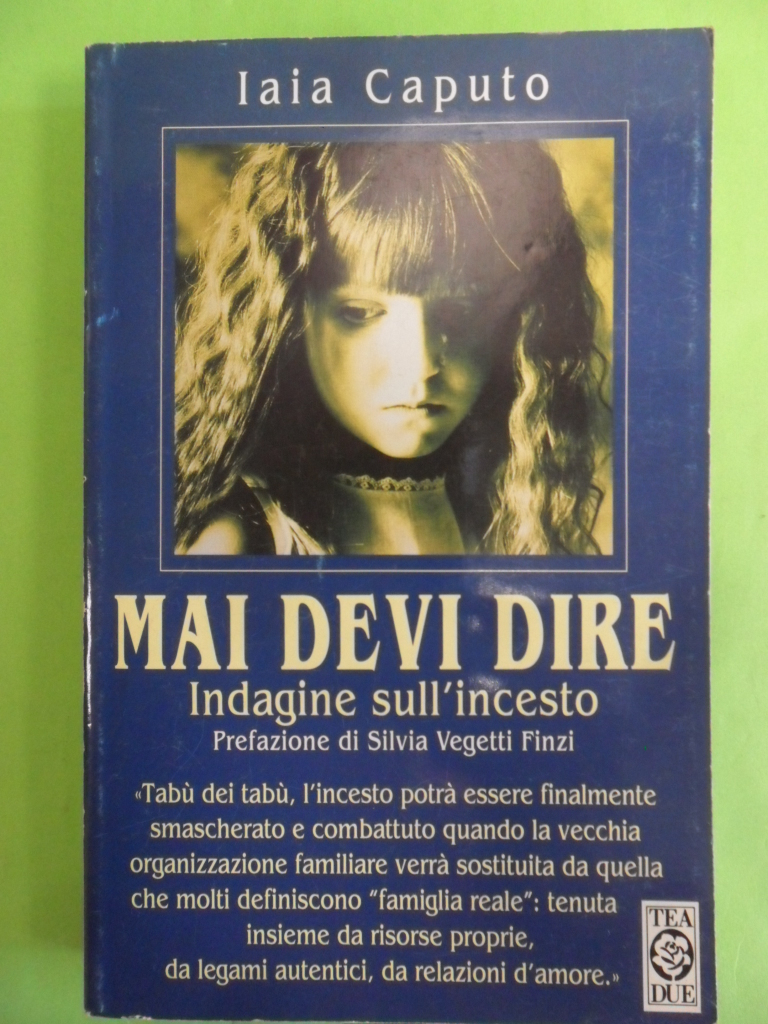 Iaia Caputo
MAI DEVI DIRE
Indagine sull'incesto
Prefazione di Silvia Vegetti Finzi
«Tabù dei tabù, l'incesto potrà essere finalmente
smascherato e combattuto quando la vecchia
organizzazione familiare verrà sostituita da quella
che molti definiscono "famiglia reale": tenuta
insieme da risorse proprie,
da legami autentici, da relazioni d'amore.»
TEA
DUE